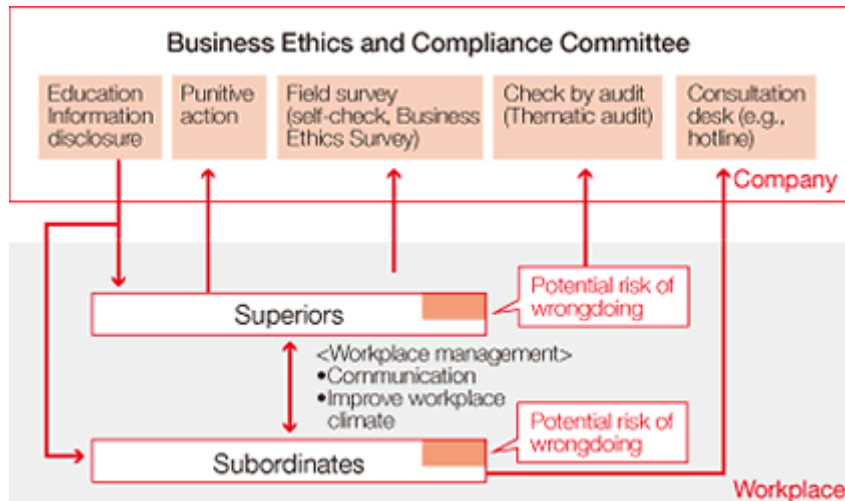 Business Ethics and Compliance Committee
Education
Information
disclosure
Punitive
action
Field survey
(self-check, Business
Ethics Survey)
Check by audit
(Thematic audit)
Consultation
desk (e.g.,
hotline)
Company
Potential risk of
wrongdoing
Superiors
<Workplace management>
•Communication
•Improve workplace
climate
Potential risk of
wrongdoing
Subordinates
Workplace